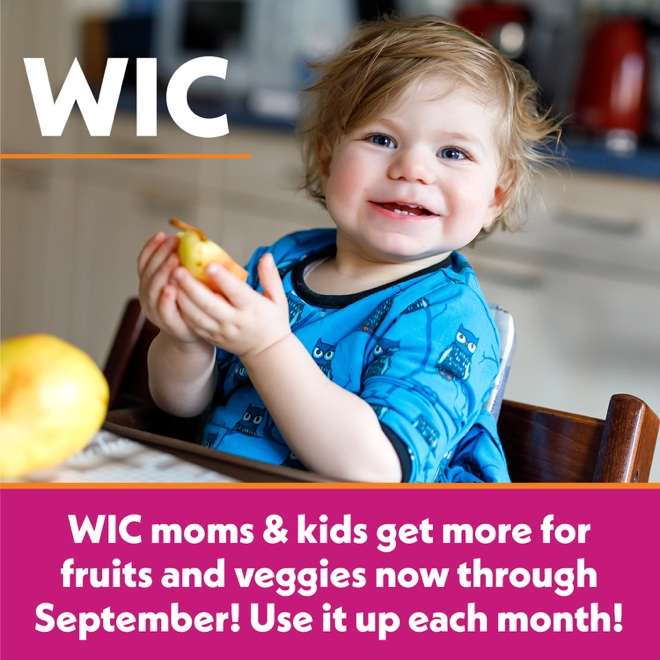 WIC
WIC moms & kids get more for
fruits and veggies now through
September! Use it up each month!